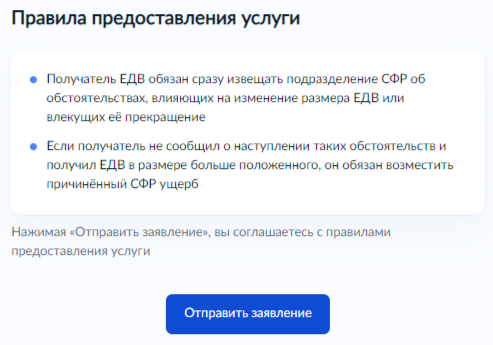 Правила предоставления услуги
Получатель ЕДВ обязан сразу извещать подразделение СФР об
обстоятельствах, влияющих на изменение размера ЕДВ или
влекущих её прекращение
Если получатель не сообщил о наступлении таких обстоятельств и
получил ЕДВ в размере больше положенного, он обязан возместить
причинённый СФР ущерб
Нажимая «Отправить заявление», вы соглашаетесь с правилами
предоставления услуги
Отправить заявление